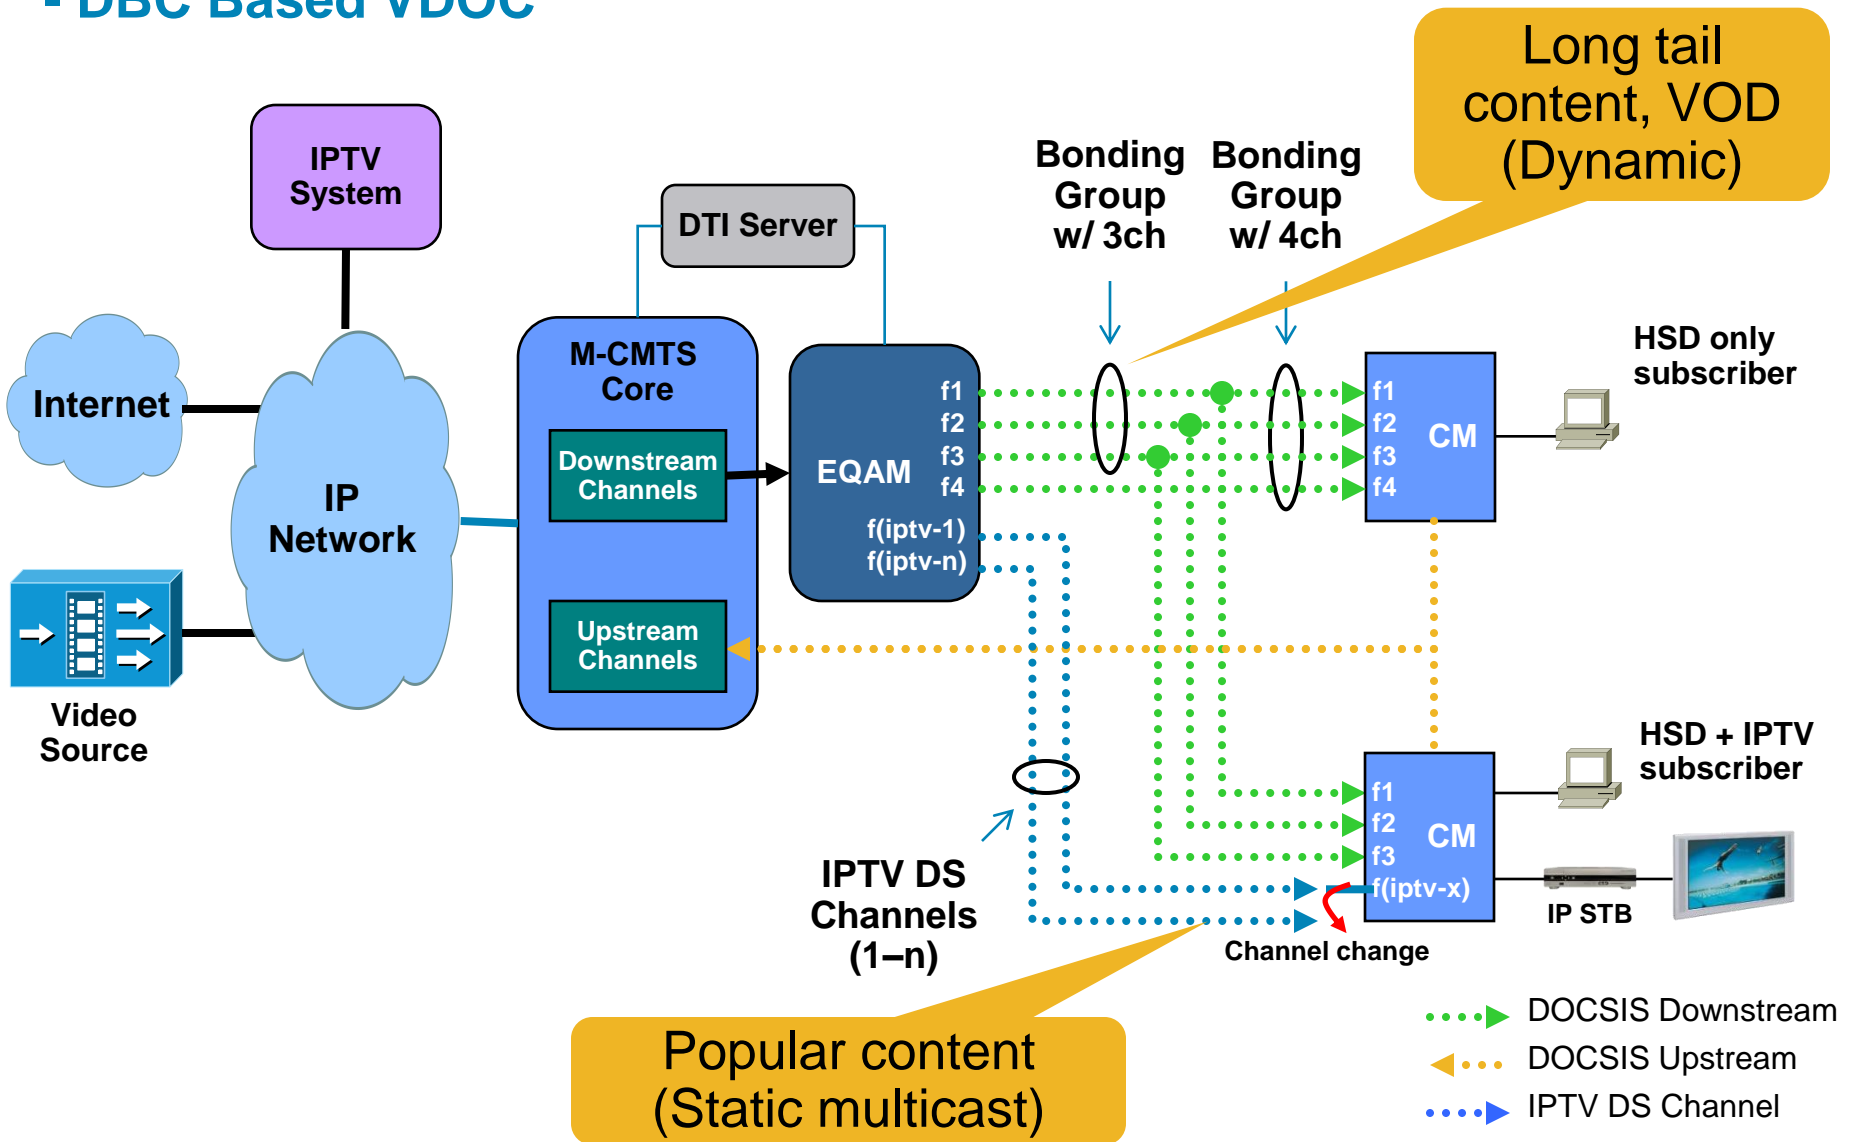 - DBC Based VDOC
Long tail
content, VOD
(Dynamic)
IPTV
System
Bonding
Group
w/ 3ch
Bonding
Group
w/ 4ch
DTI Server
Internet
IP
Network
Video
Source
M-CMTS
Core
Downstream
Channels
Upstream
Channels
EQAM
f1
f2
f3
f4
f(iptv-1)
f(iptv-n)
f1
f2
f3
f4
CM
HSD only
subscriber
f1
f2
f3
f(iptv-x)
CM
HSD + IPTV
subscriber
IP STB
Channel change
IPTV DS
Channels
(1–n)
Popular content
(Static multicast)
DOCSIS Downstream
DOCSIS Upstream
IPTV DS Channel